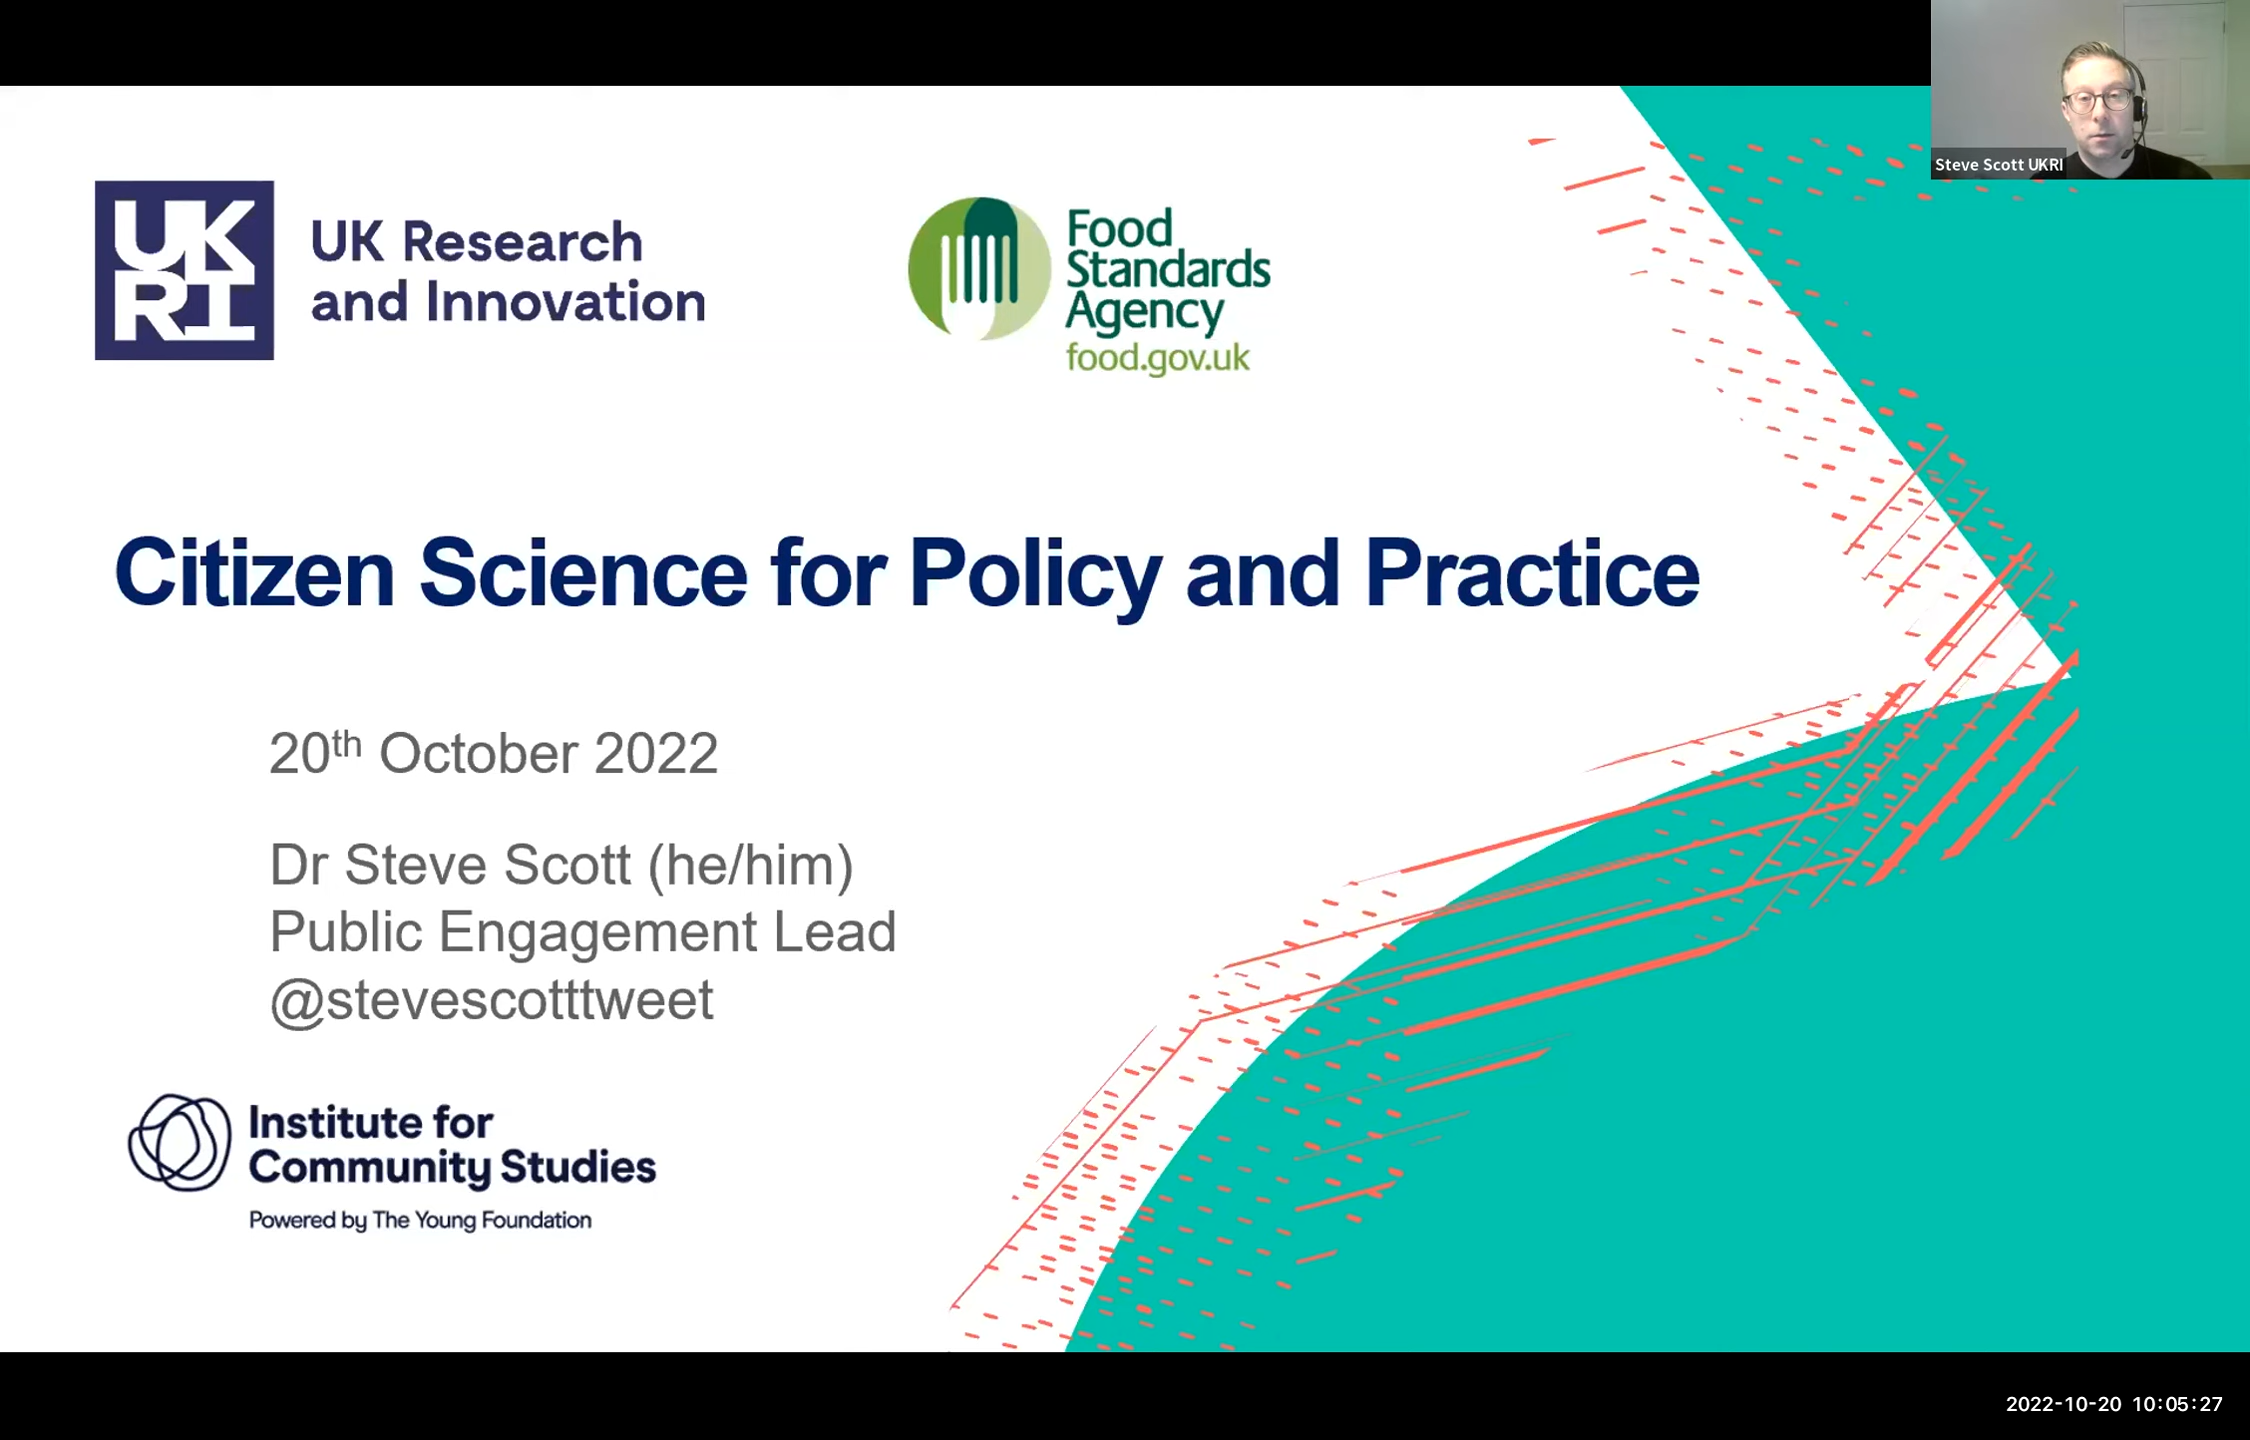 Steve Scott UKRI
UK
RI
UK Research
and Innovation
Food
Standards
Agency
food.gov.uk
Citizen Science for Policy and Practice
20th October 2022
Dr Steve Scott (he/him)
Public Engagement Lead
@stevescotttweet
Institute for
Community Studies
Powered by The Young Foundation
2022-10-20 10:05:27